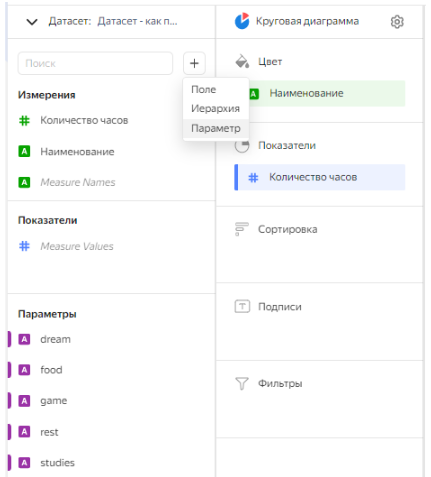 Датасет: Датасет - как п...
Поиск
+
Поле
Иерархия
Параметр
Измерения
# Количество часов
A Наименование
A Measure Names
Показатели
# Measure Values
Параметры
A dream
A food
A game
A rest
A studies
Круговая диаграмма
Цвет
A Наименование
Показатели
# Количество часов
Сортировка
T Подписи
Фильтры